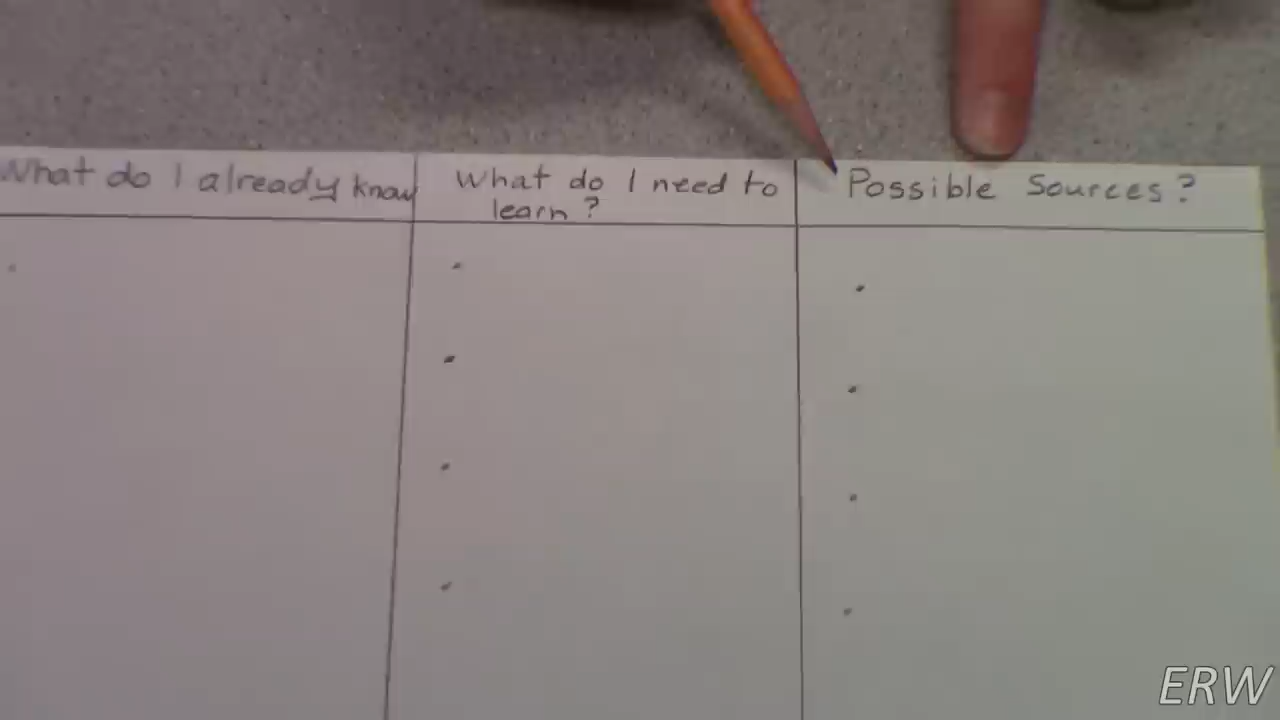 What do I already know
What do I need to
learn?
Possible Sources?
ERW